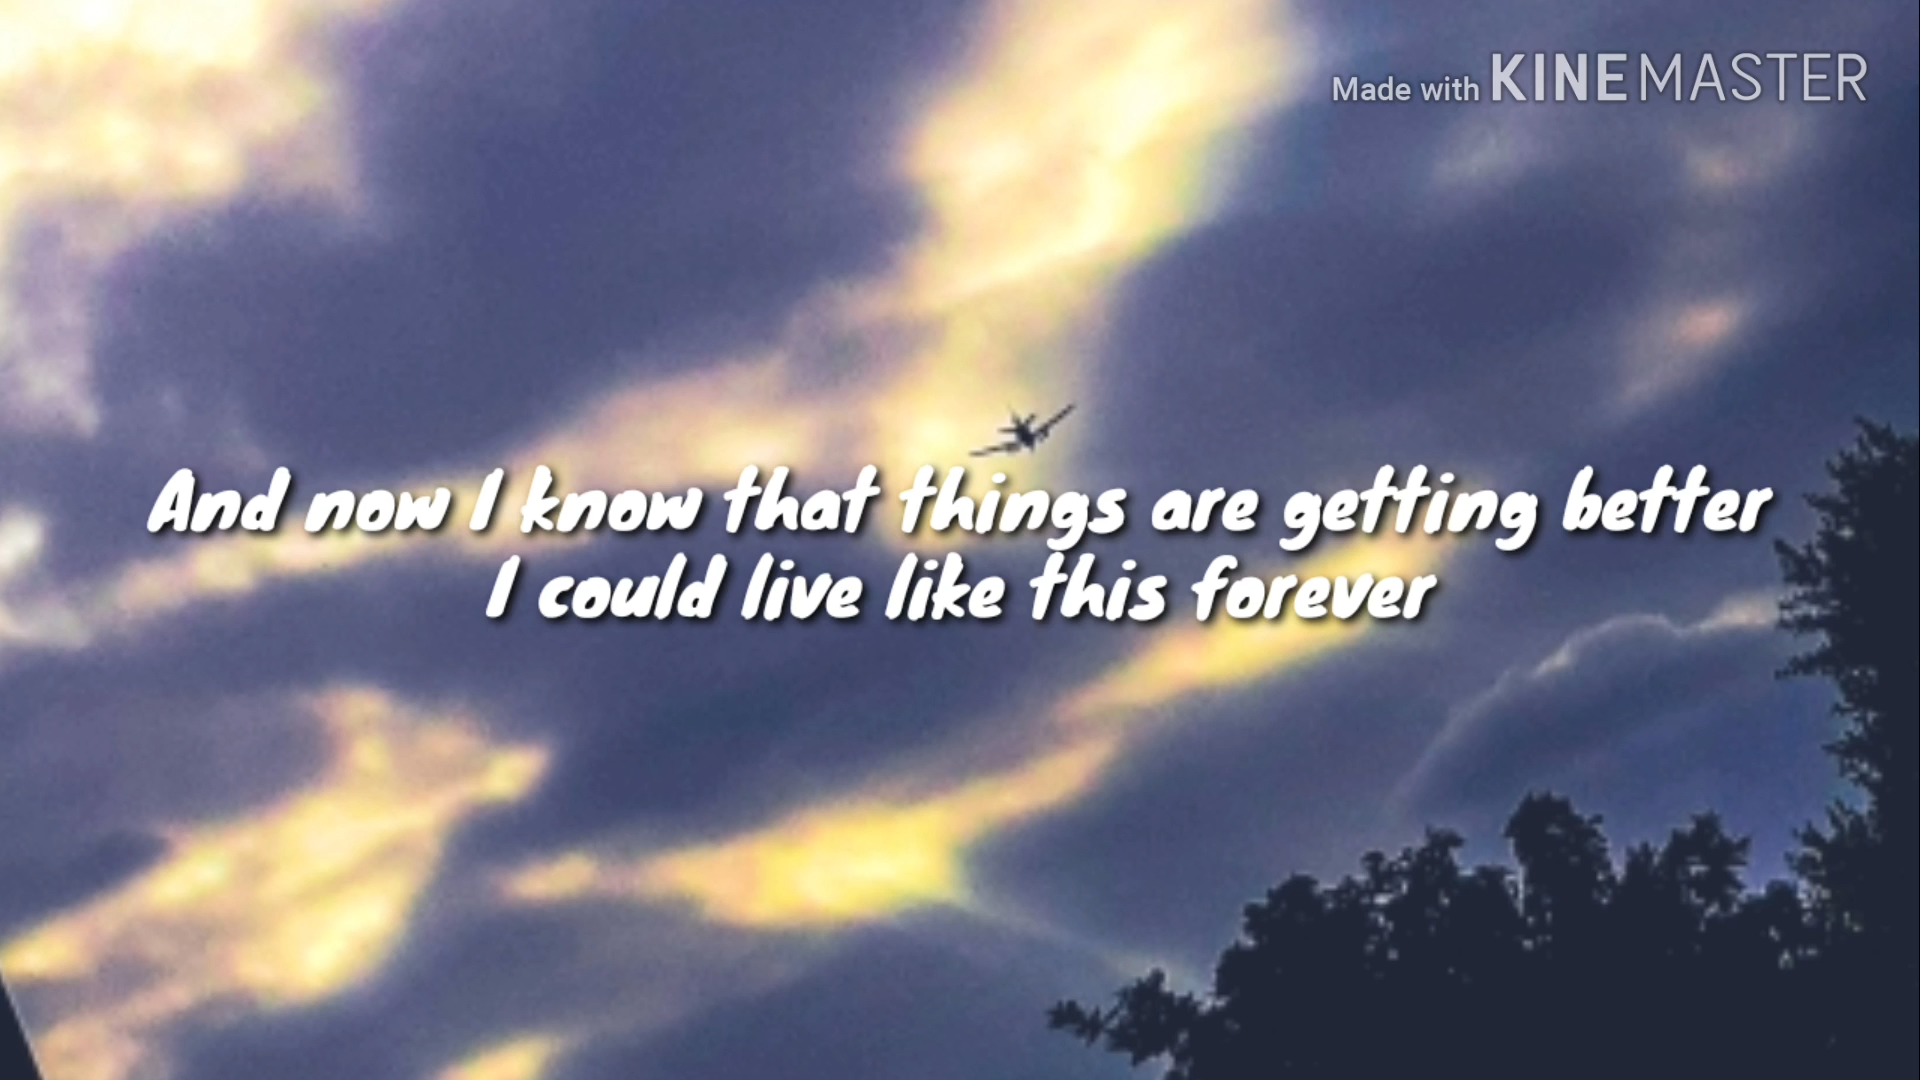 Made with KINEMASTER
And now I know that things are getting better
I could live like this forever